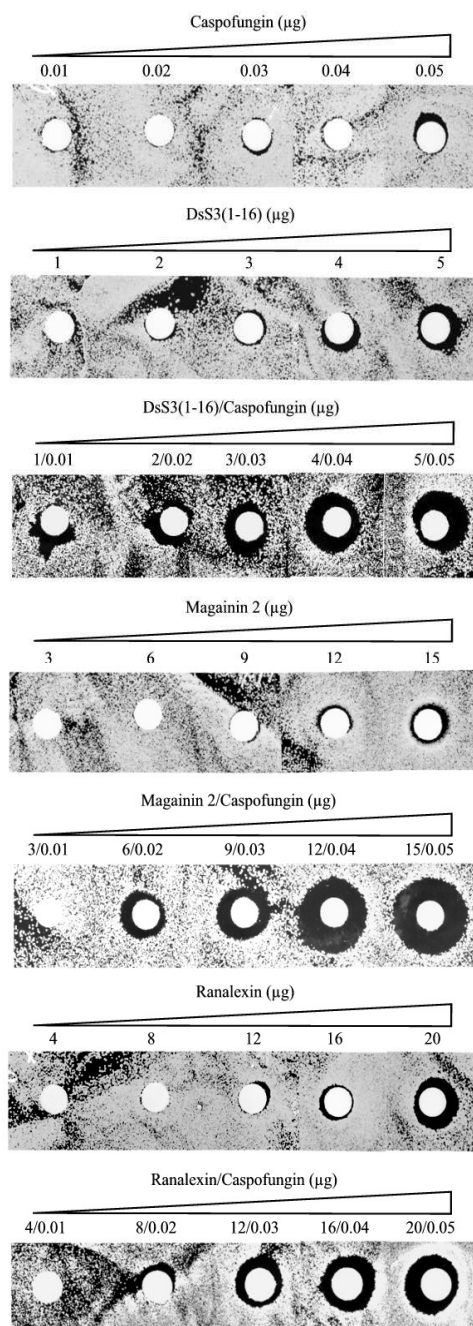 Caspofungin (µg)
0.01 0.02 0.03 0.04 0.05
DsS3(1-16) (µg)
1 2 3 4 5
DsS3(1-16)/Caspofungin (µg)
1/0.01 2/0.02 3/0.03 4/0.04 5/0.05
Magainin 2 (µg)
3 6 9 12 15
Magainin 2/Caspofungin (µg)
3/0.01 6/0.02 9/0.03 12/0.04 15/0.05
Ranalexin (µg)
4 8 12 16 20
Ranalexin/Caspofungin (µg)
4/0.01 8/0.02 12/0.03 16/0.04 20/0.05